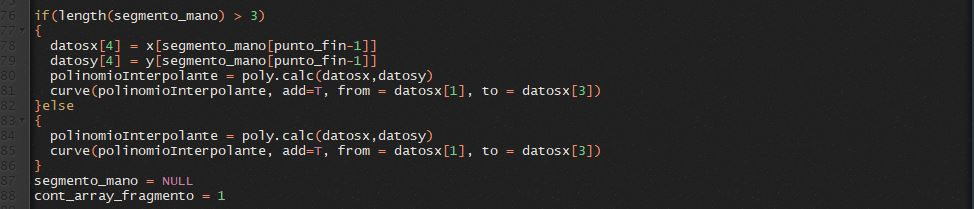 76 if(length(segmento_mano) > 3)
77 {
78 datosx[4] = x[segmento_mano[punto_fin-1]]
79 datosy[4] = y[segmento_mano[punto_fin-1]]
80 polinomioInterpolante = poly.calc(datosx,datosy)
81 curve(polinomioInterpolante, add=T, from = datosx[1], to = datosx[3])
82 }else
83 {
84 polinomioInterpolante = poly.calc(datosx,datosy)
85 curve(polinomioInterpolante, add=T, from = datosx[1], to = datosx[3])
86 }
87 segmento_mano = NULL
88 cont_array_fragmento = 1